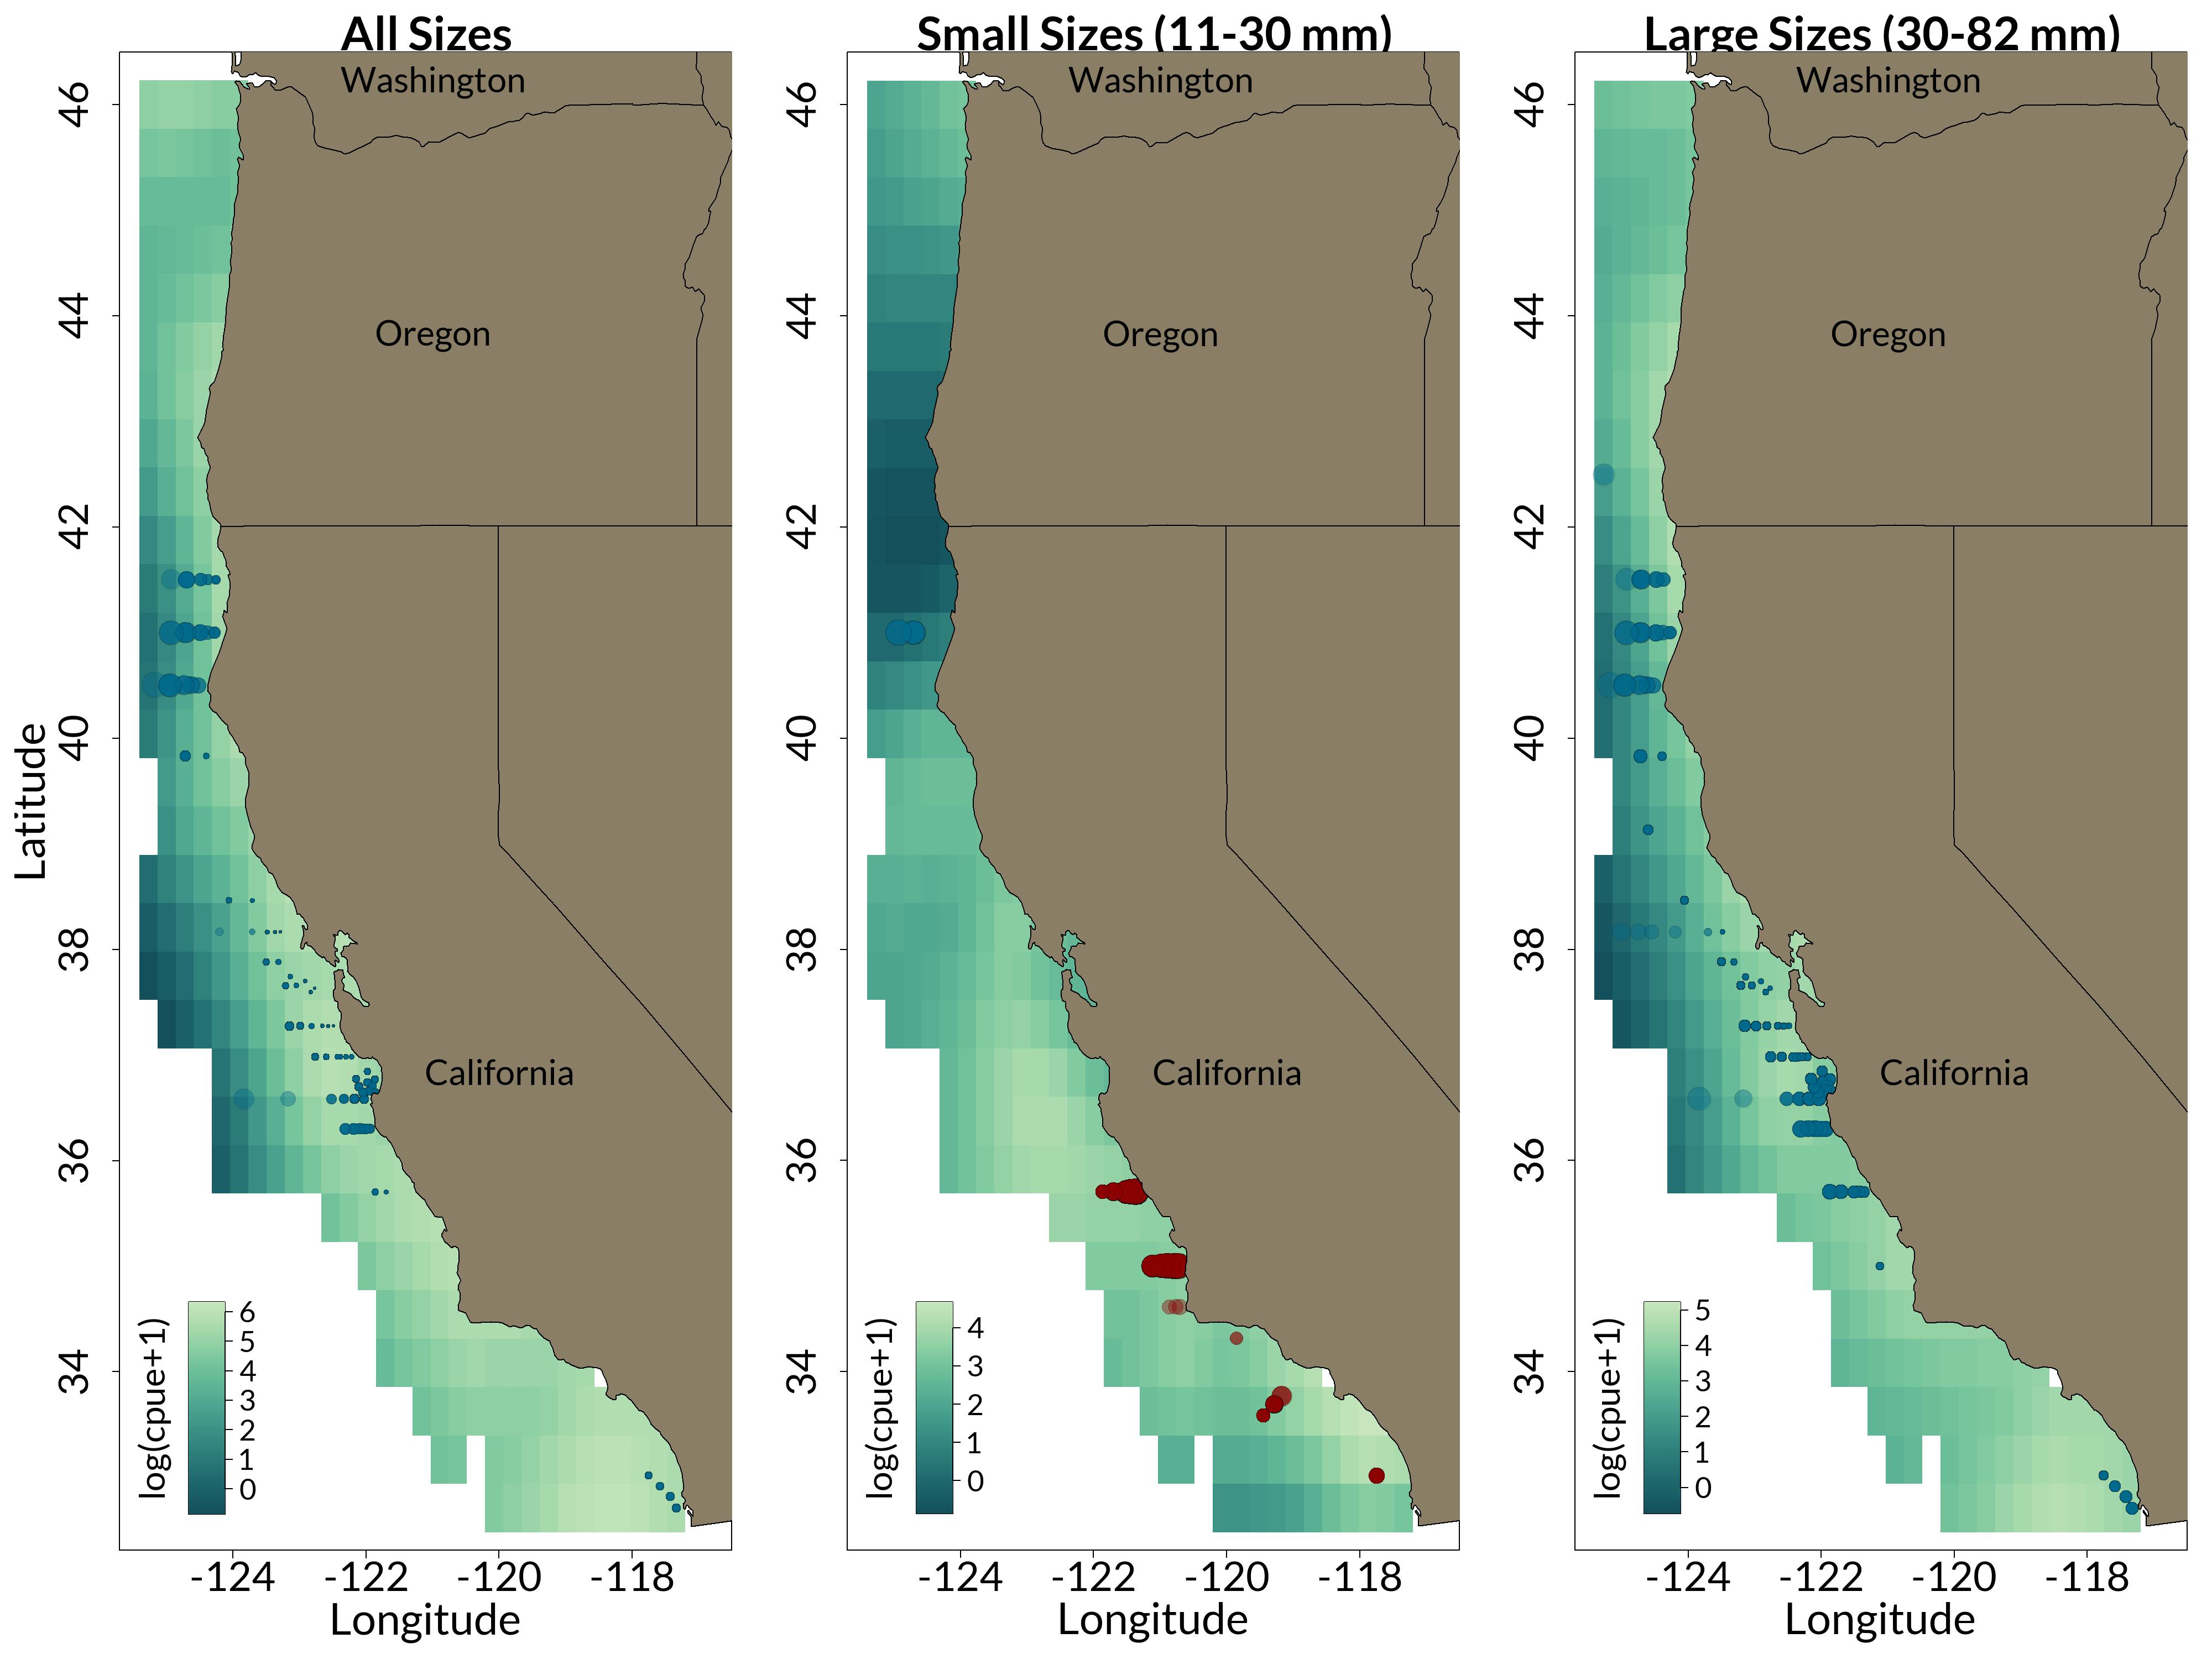 All Sizes
Washington
Oregon
California
46
44
42
40
38
36
34
Latitude
log(cpue+1)
6
5
4
3
2
1
0
-124
-122
-120
-118
Longitude
Small Sizes (11-30 mm)
Washington
Oregon
California
46
44
42
40
38
36
34
log(cpue+1)
4
3
2
1
0
-124
-122
-120
-118
Longitude
Large Sizes (30-82 mm)
Washington
Oregon
California
46
44
42
40
38
36
34
log(cpue+1)
5
4
3
2
1
0
-124
-122
-120
-118
Longitude